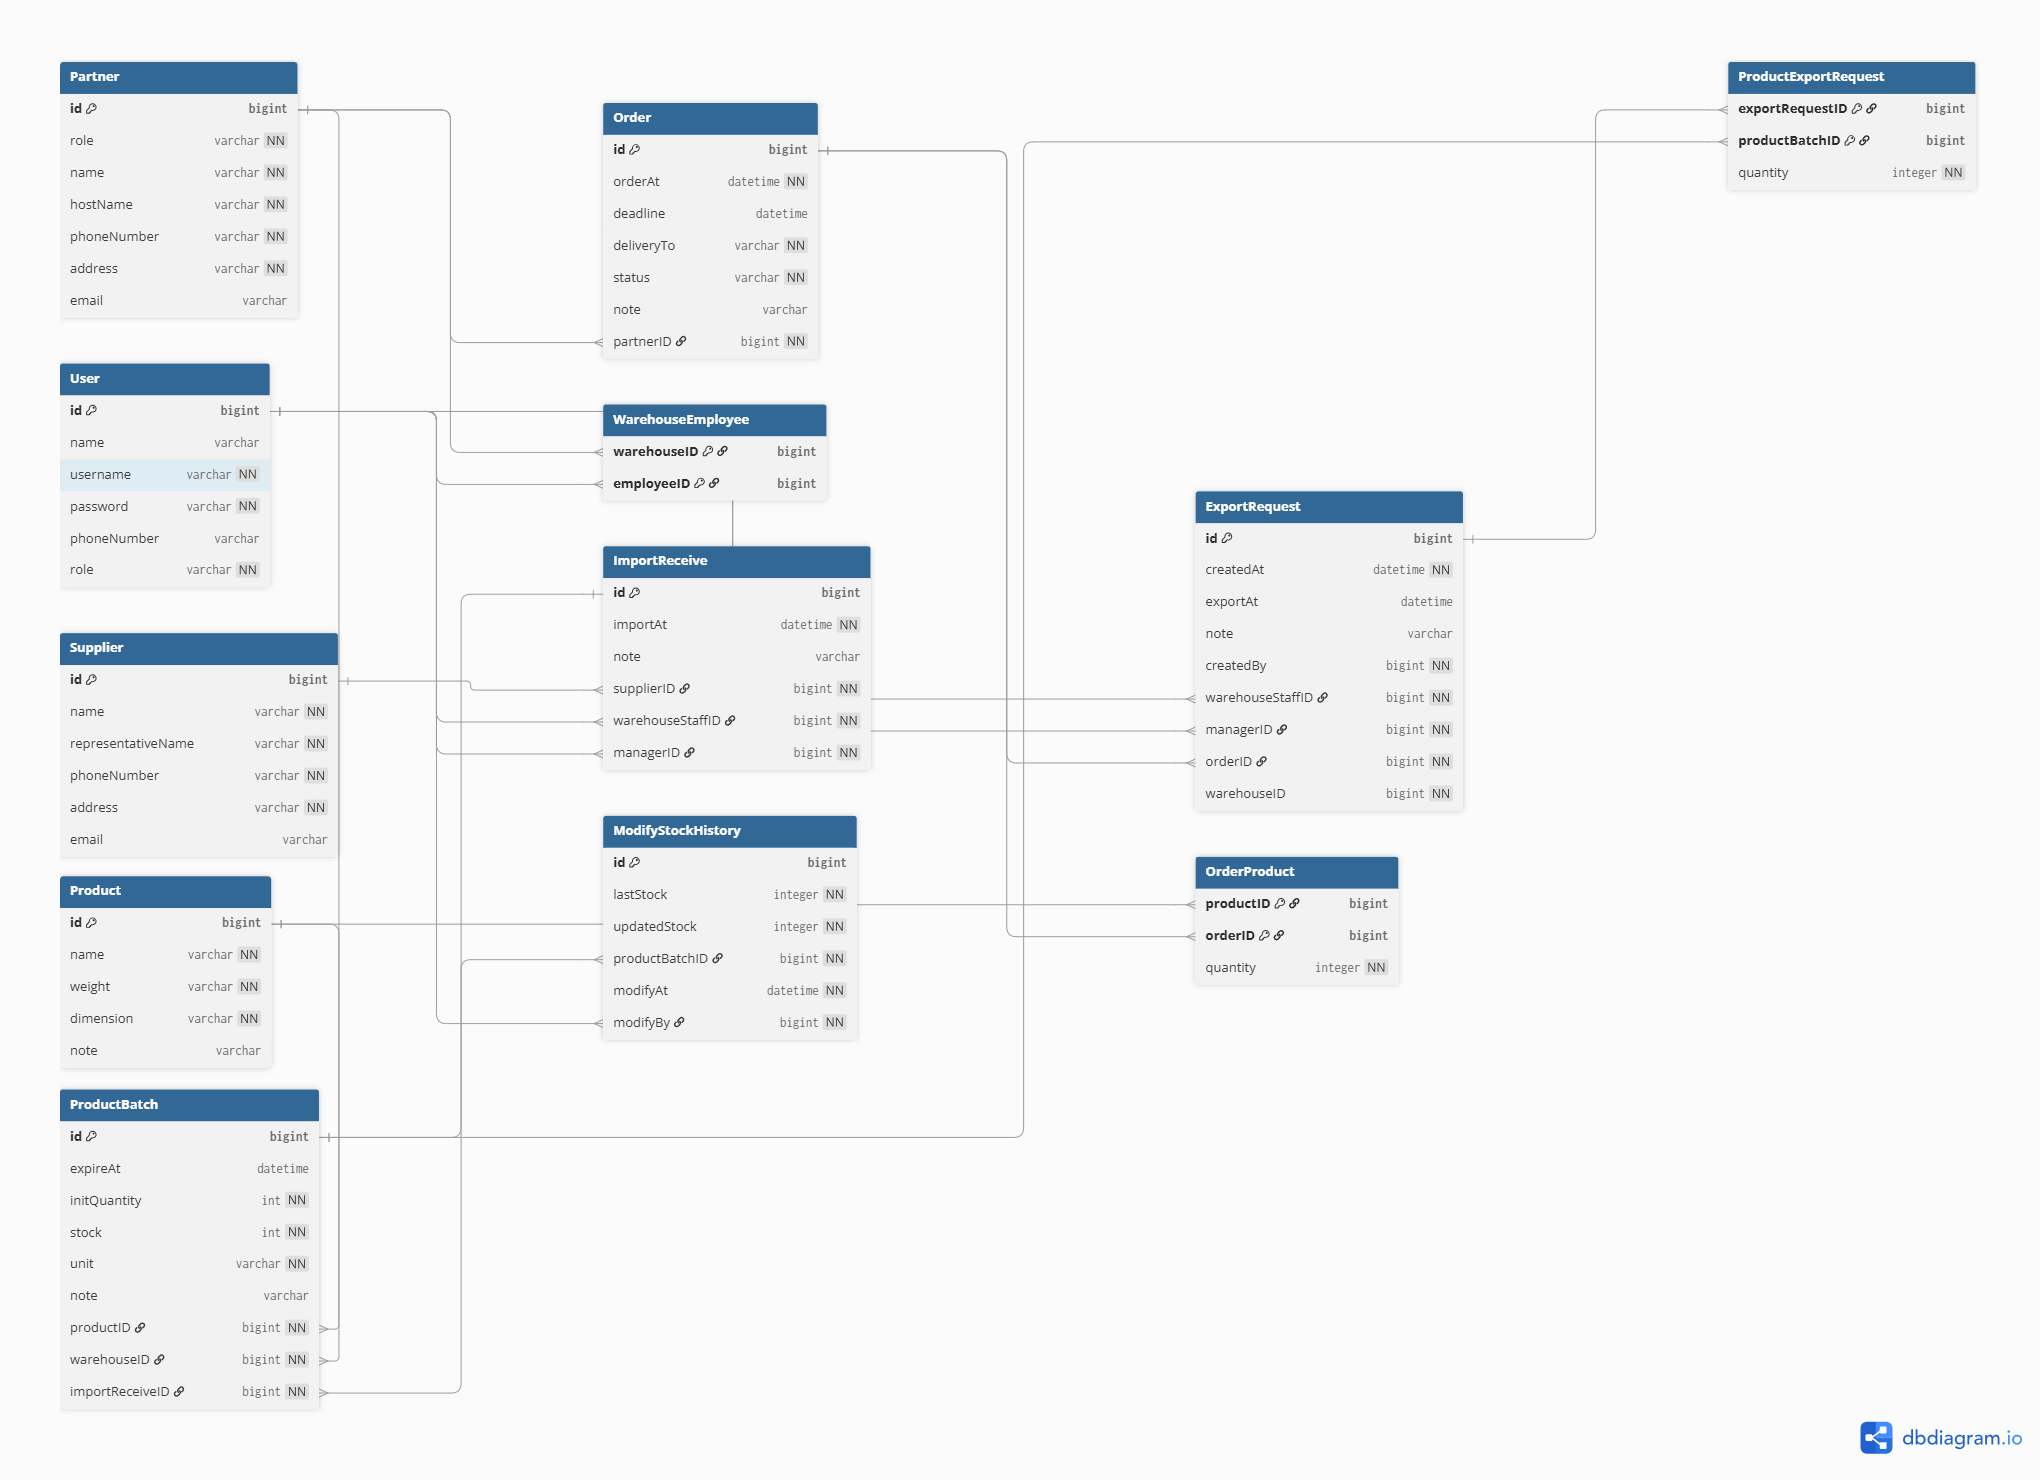 Partner
id bigint
role varchar NN
name varchar NN
hostName varchar NN
phoneNumber varchar NN
address varchar NN
email varchar
User
id bigint
name varchar
username varchar NN
password varchar NN
phoneNumber varchar
role varchar NN
Supplier
id bigint
name varchar NN
representativeName varchar NN
phoneNumber varchar NN
address varchar NN
email varchar
Product
id bigint
name varchar NN
weight varchar NN
dimension varchar NN
note varchar
ProductBatch
id bigint
expireAt datetime
initQuantity int NN
stock int NN
unit varchar NN
note varchar
productID bigint NN
warehouseID bigint NN
importReceiveID bigint NN
Order
id bigint
orderAt datetime NN
deadline datetime
deliveryTo varchar NN
status varchar NN
note varchar
partnerID bigint NN
WarehouseEmployee
warehouseID bigint
employeeID bigint
ImportReceive
id bigint
importAt datetime NN
note varchar
supplierID bigint NN
warehouseStaffID bigint NN
managerID bigint NN
ModifyStockHistory
id bigint
lastStock integer NN
updatedStock integer NN
productBatchID bigint NN
modifyAt datetime NN
modifyBy bigint NN
ExportRequest
id bigint
createdAt datetime NN
exportAt datetime
note varchar
createdBy bigint NN
warehouseStaffID bigint NN
managerID bigint NN
orderID bigint NN
warehouseID bigint NN
OrderProduct
productID bigint
orderID bigint
quantity integer NN
ProductExportRequest
exportRequestID bigint
productBatchID bigint
quantity integer NN
dbdiagram.io